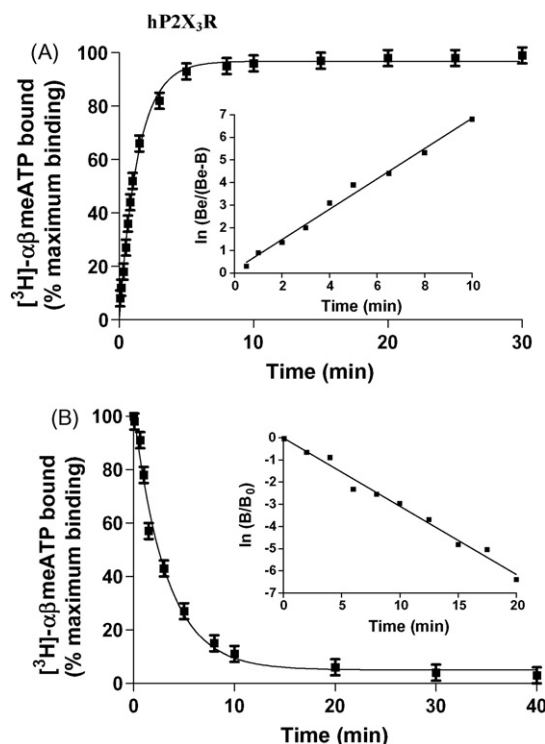 hP2X₃R
(A)
[³H]-αβmeATP bound
(% maximum binding)
100
80
60
40
20
0
0 10 20 30
Time (min)
ln (Be/(Be-B)
7
6
5
4
3
2
1
0
0 2 4 6 8 10
Time (min)
(B)
[³H]-αβmeATP bound
(% maximum binding)
100
80
60
40
20
0
0 10 20 30 40
Time (min)
ln (B/B₀)
0
-1
-2
-3
-4
-5
-6
-7
0 5 10 15 20
Time (min)